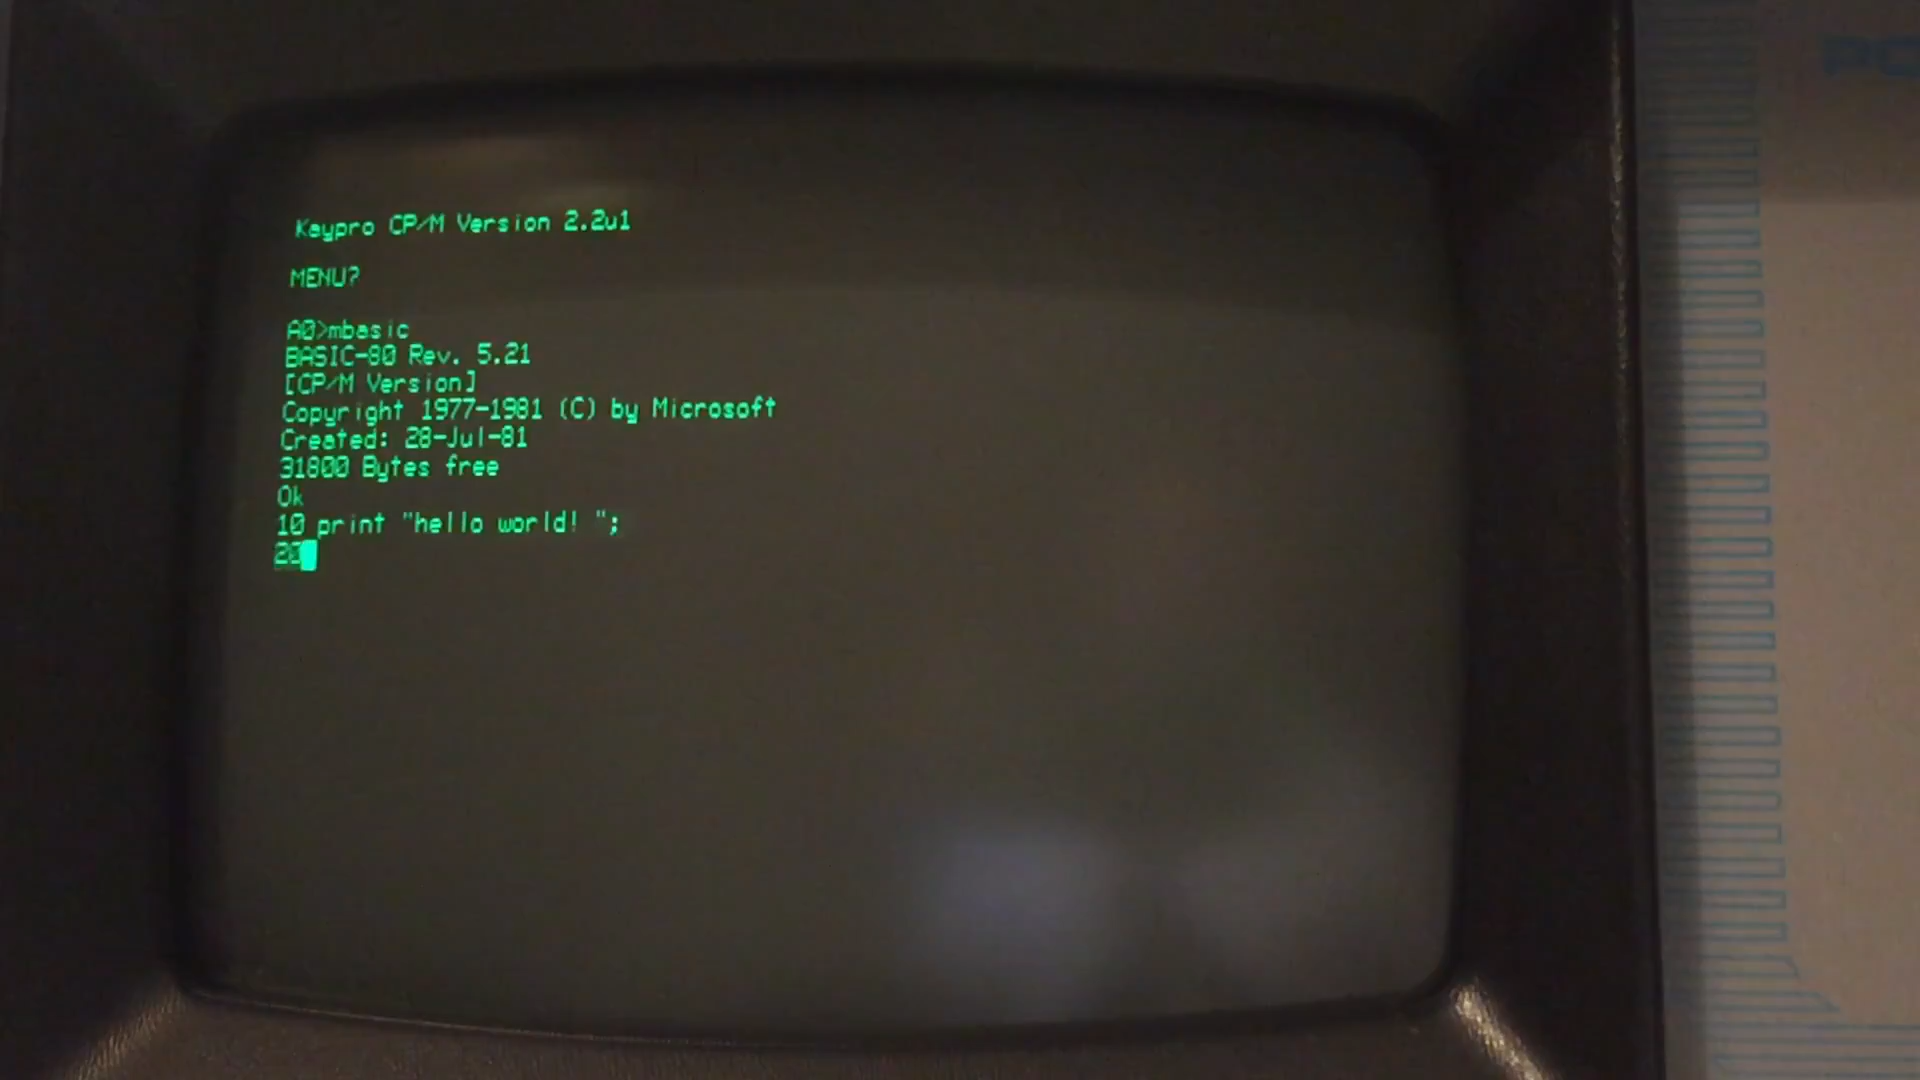 Kaypro CP/M Version 2.2u1
MENU?
A0>mbasic
BASIC-80 Rev. 5.21
[CP/M Version]
Copyright 1977-1981 (C) by Microsoft
Created: 28-Jul-81
31800 Bytes free
Ok
10 print "hello world! ";
20